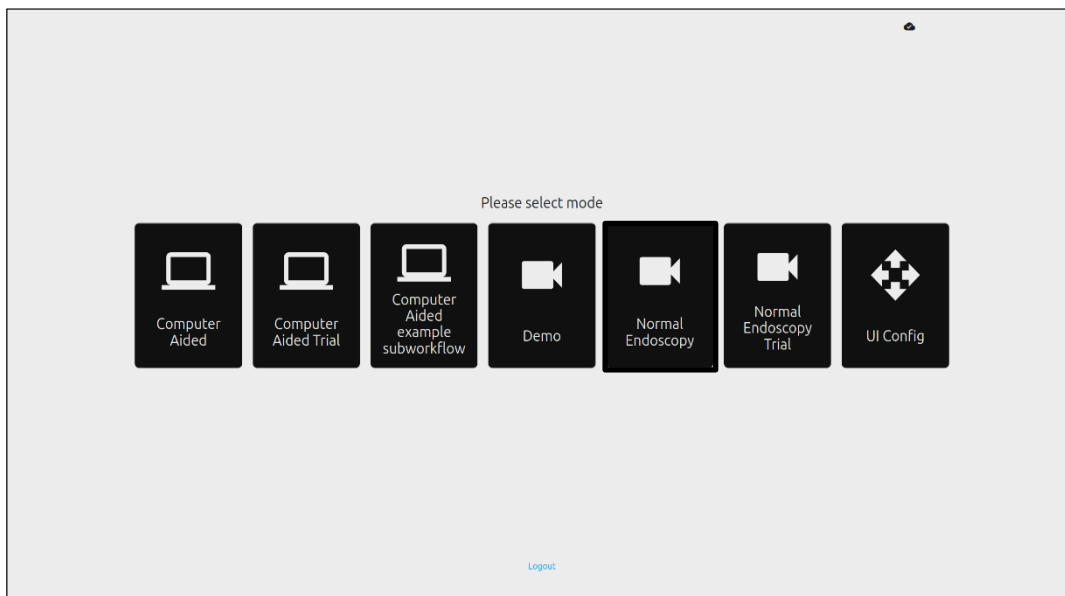 Please select mode
Computer
Aided
Computer
Aided Trial
Computer
Aided
example
subworkflow
Demo
Normal
Endoscopy
Normal
Endoscopy
Trial
UI Config
Logout